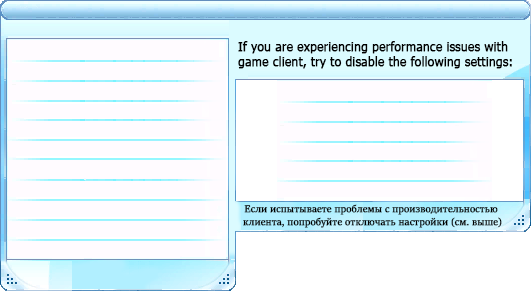 If you are experiencing performance issues with
game client, try to disable the following settings:
Если испытываете проблемы с производительностью
клиента, попробуйте отключать настройки (см. выше)